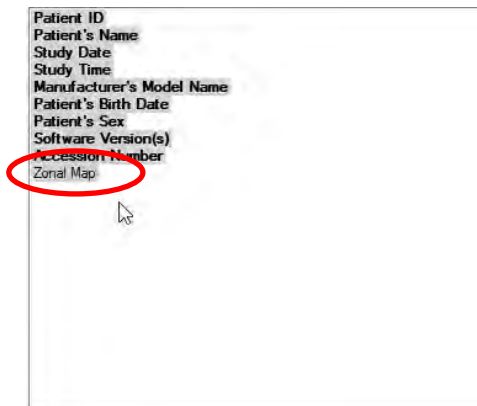 Patient ID
Patient's Name
Study Date
Study Time
Manufacturer's Model Name
Patient's Birth Date
Patient's Sex
Software Version(s)
Accession Number
Zonal Map